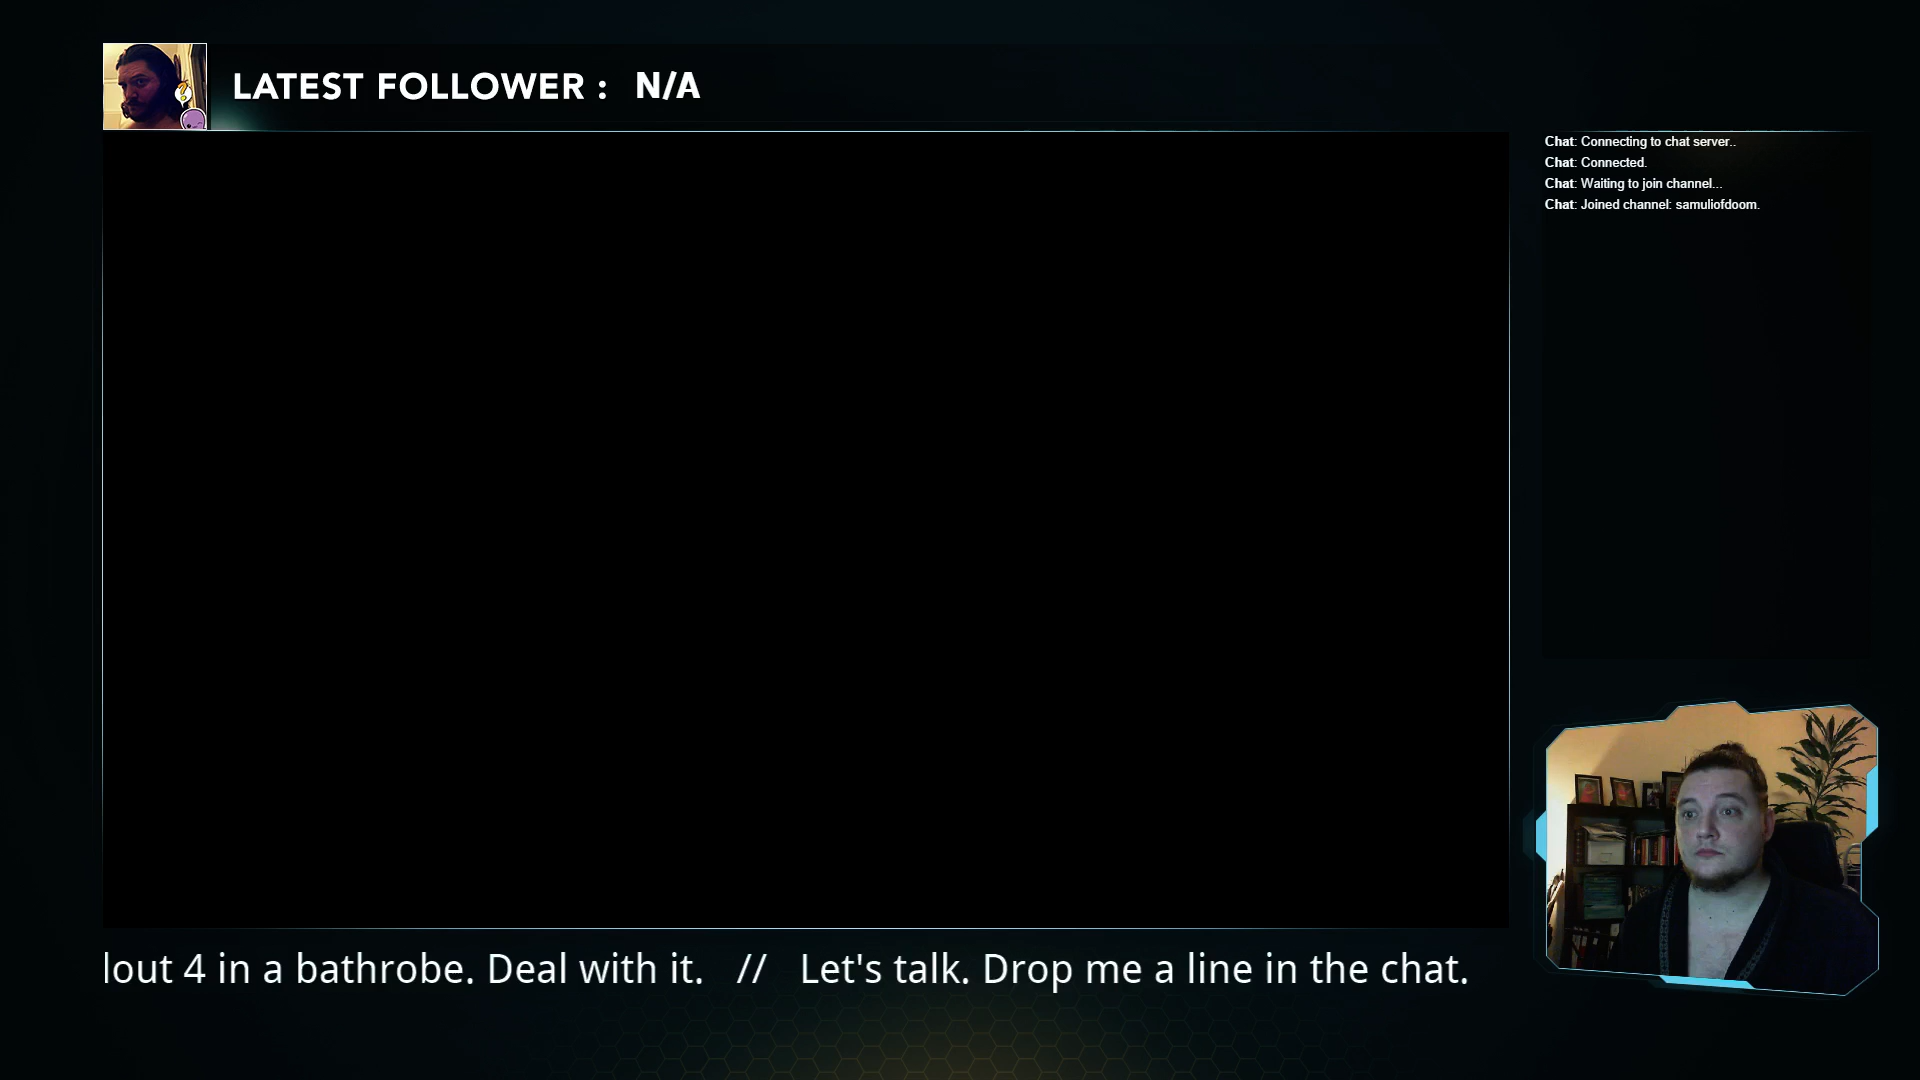 LATEST FOLLOWER : N/A
Chat: Connecting to chat server..
Chat: Connected.
Chat: Waiting to join channel...
Chat: Joined channel: samuliofdoom.
lout 4 in a bathrobe. Deal with it. // Let's talk. Drop me a line in the chat.